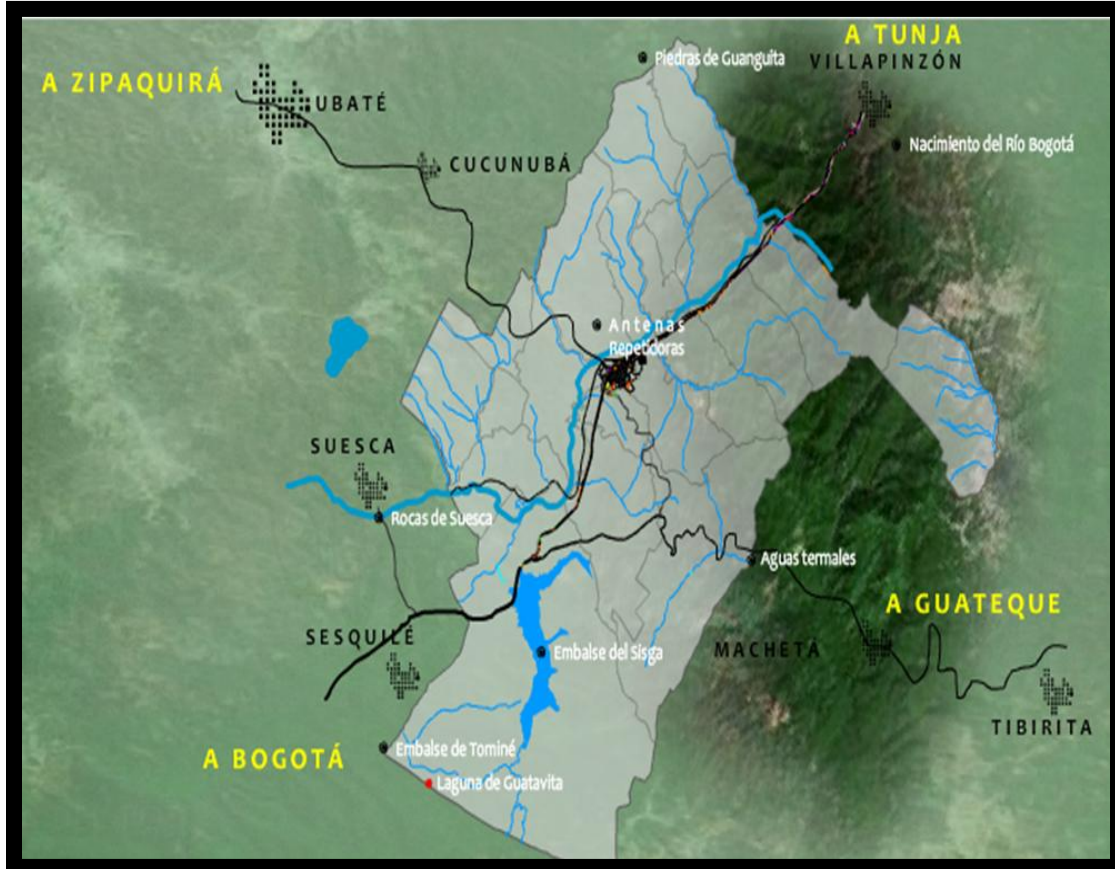 A TUNJA
VILLAPINZÓN
Piedras de Guanguita
A ZIPAQUIRÁ
UBATÉ
Nacimiento del Río Bogotá
CUCUNUBÁ
Antenas
Repetidoras
SUESCA
Rocas de Suesca
Aguas termales
A GUATEQUE
SESQUILÉ
Embalse del Sisga
MACHETÁ
TIBIRITA
A BOGOTÁ
Embalse de Tominé
Laguna de Guatavita